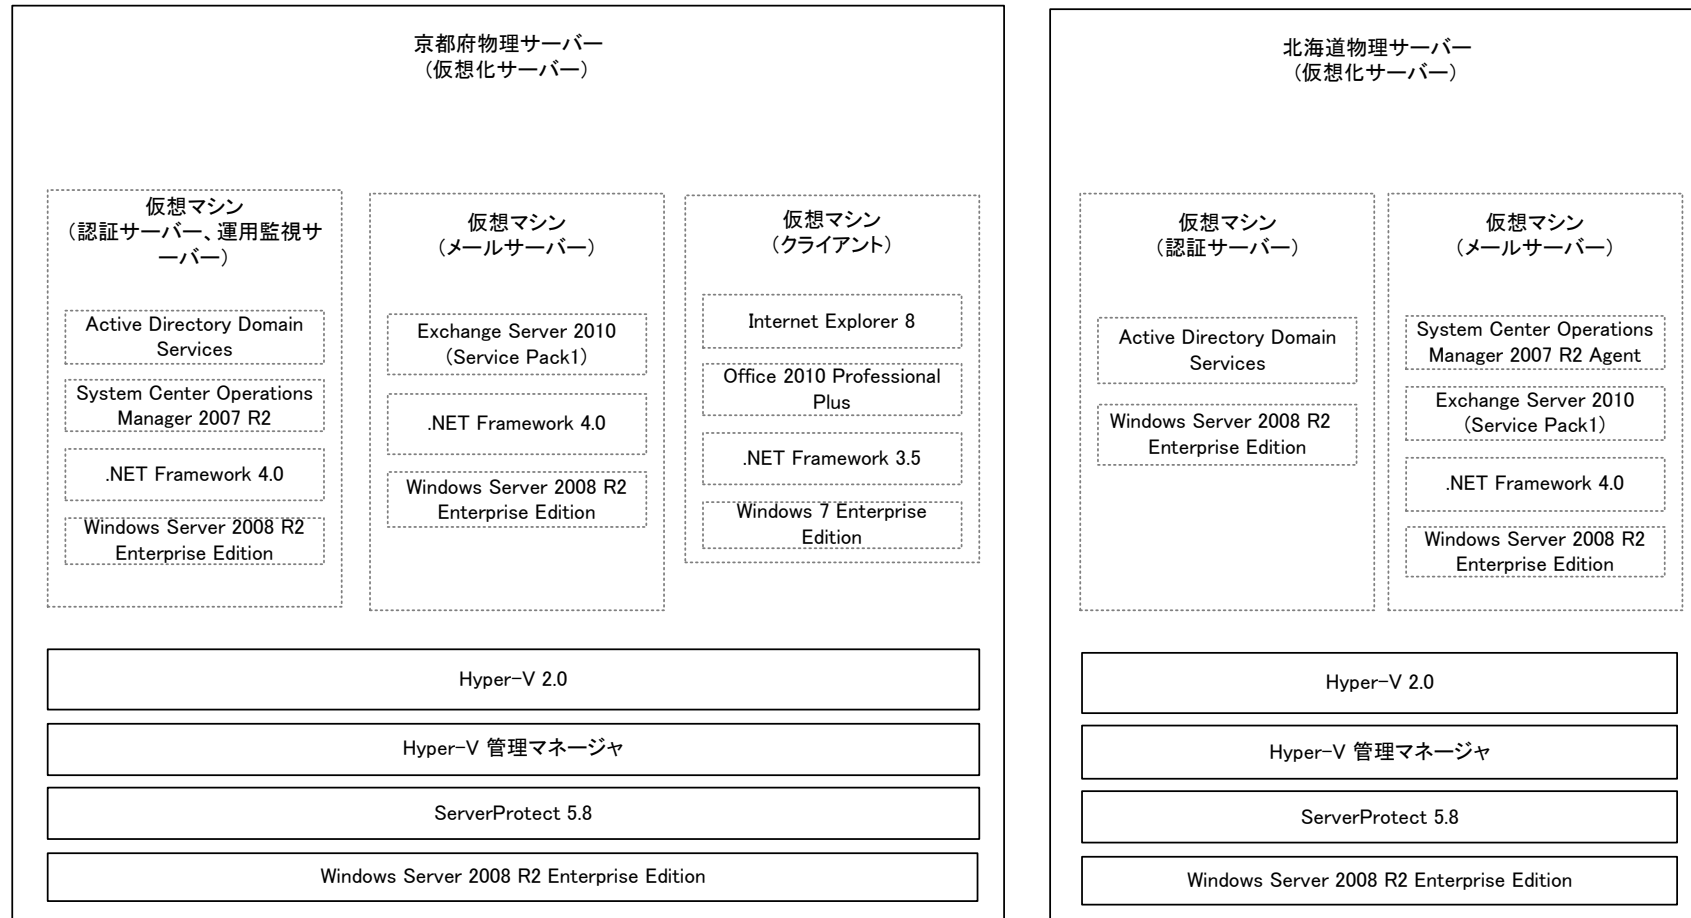 京都府物理サーバー
（仮想化サーバー）
仮想マシン
（認証サーバー、運用監視サ
ーバー）
Active Directory Domain
Services
System Center Operations
Manager 2007 R2
.NET Framework 4.0
Windows Server 2008 R2
Enterprise Edition
仮想マシン
（メールサーバー）
Exchange Server 2010
（Service Pack1）
.NET Framework 4.0
Windows Server 2008 R2
Enterprise Edition
仮想マシン
（クライアント）
Internet Explorer 8
Office 2010 Professional
Plus
.NET Framework 3.5
Windows 7 Enterprise
Edition
Hyper-V 2.0
Hyper-V 管理マネージャ
ServerProtect 5.8
Windows Server 2008 R2 Enterprise Edition
北海道物理サーバー
（仮想化サーバー）
仮想マシン
（認証サーバー）
Active Directory Domain
Services
Windows Server 2008 R2
Enterprise Edition
仮想マシン
（メールサーバー）
System Center Operations
Manager 2007 R2 Agent
Exchange Server 2010
（Service Pack1）
.NET Framework 4.0
Windows Server 2008 R2
Enterprise Edition
Hyper-V 2.0
Hyper-V 管理マネージャ
ServerProtect 5.8
Windows Server 2008 R2 Enterprise Edition